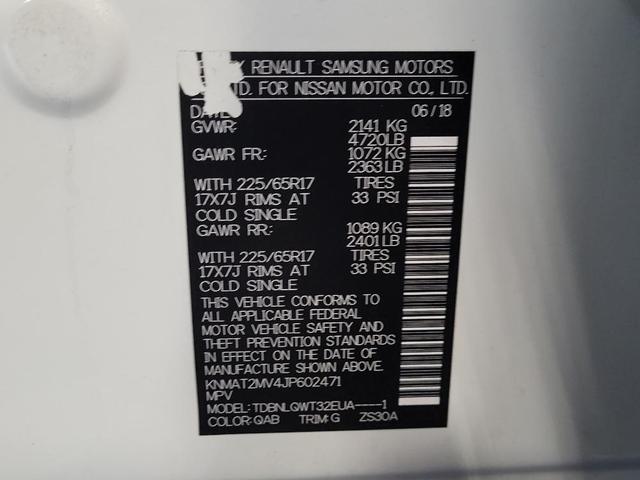 RENAULT SAMSUNG MOTORS
LTD. FOR NISSAN MOTOR CO., LTD.
DATE 06/18
GVWR: 2141 KG
4720LB
GAWR FR: 1072 KG
2363LB
WITH 225/65R17 TIRES
17X7J RIMS AT 33 PSI
COLD SINGLE
GAWR RR: 1089 KG
2401LB
WITH 225/65R17 TIRES
17X7J RIMS AT 33 PSI
COLD SINGLE
THIS VEHICLE CONFORMS TO
ALL APPLICABLE FEDERAL
MOTOR VEHICLE SAFETY AND
THEFT PREVENTION STANDARDS
IN EFFECT ON THE DATE OF
MANUFACTURE SHOWN ABOVE.
KNMAT2MV4JP602471
MPV
MODEL: TDBNLQWT32EUA----1
COLOR: QAB TRIM: G ZS30A